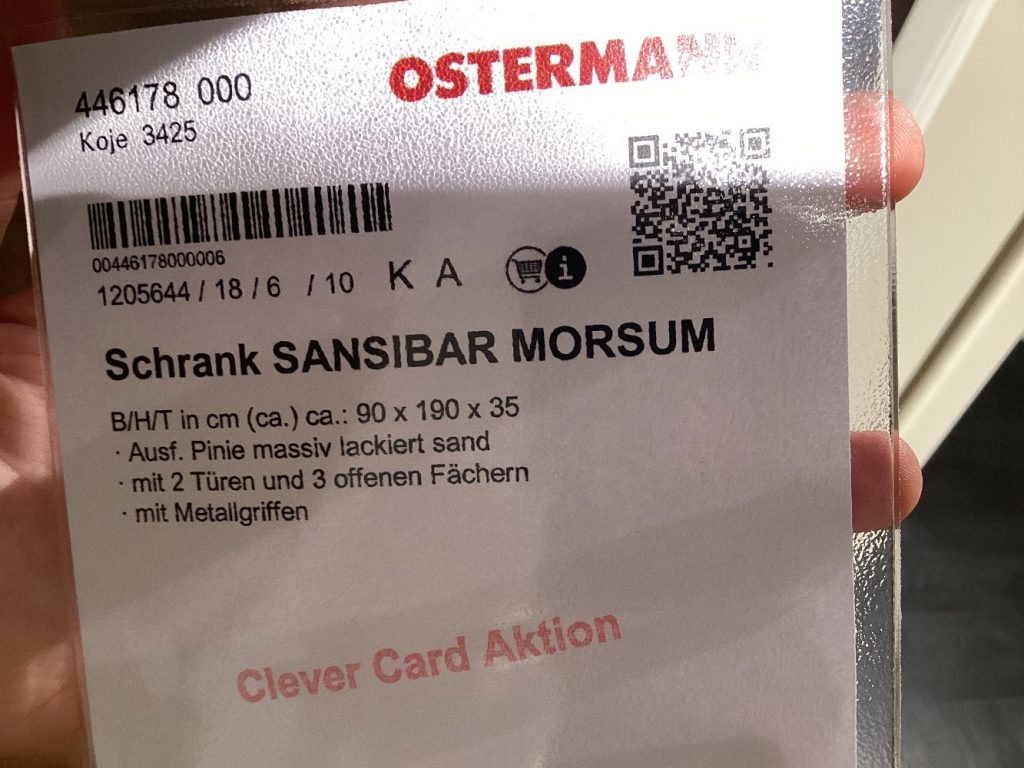 446178 000
OSTERMANN
Koje 3425
00446178000006
1205644 / 18 / 6 / 10 K A
Schrank SANSIBAR MORSUM
B/H/T in cm (ca.) ca.: 90 x 190 x 35
· Ausf. Pinie massiv lackiert sand
· mit 2 Türen und 3 offenen Fächern
· mit Metallgriffen
Clever Card Aktion